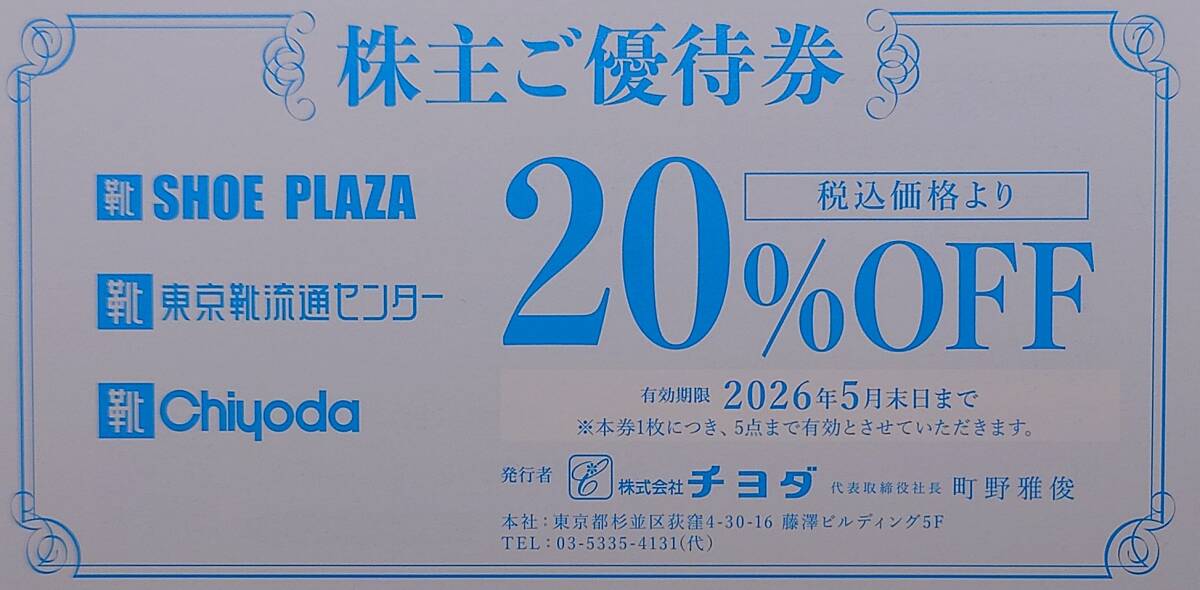 株主ご優待券
靴 SHOE PLAZA
靴 東京靴流通センター
靴 Chiyoda
税込価格より
20%OFF
有効期限 2026年5月末日まで
※本券1枚につき、5点まで有効とさせていただきます。
発行者 株式会社チヨダ 代表取締役社長 町野雅俊
本社：東京都杉並区荻窪4-30-16 藤澤ビルディング5F
TEL：03-5335-4131(代)